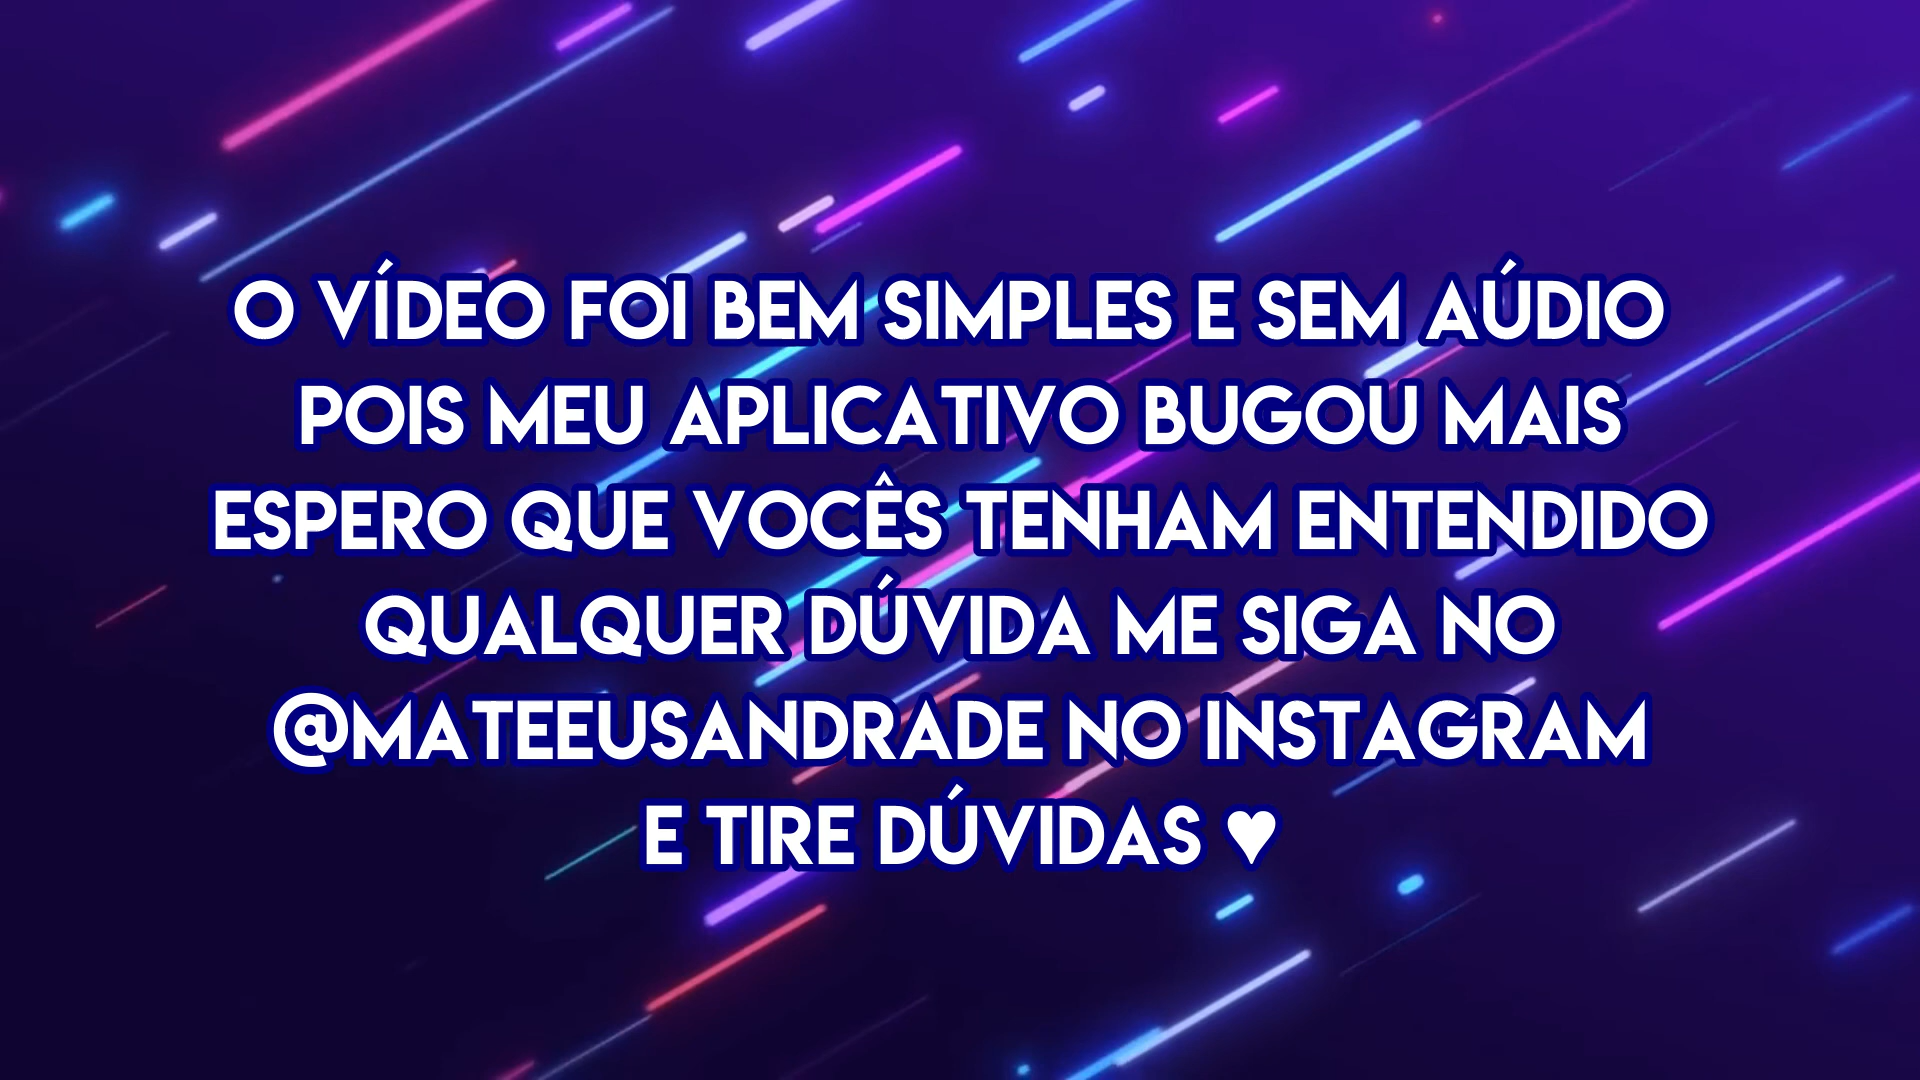 O VÍDEO FOI BEM SIMPLES E SEM AÚDIO
POIS MEU APLICATIVO BUGOU MAIS
ESPERO QUE VOCÊS TENHAM ENTENDIDO
QUALQUER DÚVIDA ME SIGA NO
@MATEEUSANDRADE NO INSTAGRAM
E TIRE DÚVIDAS ♥